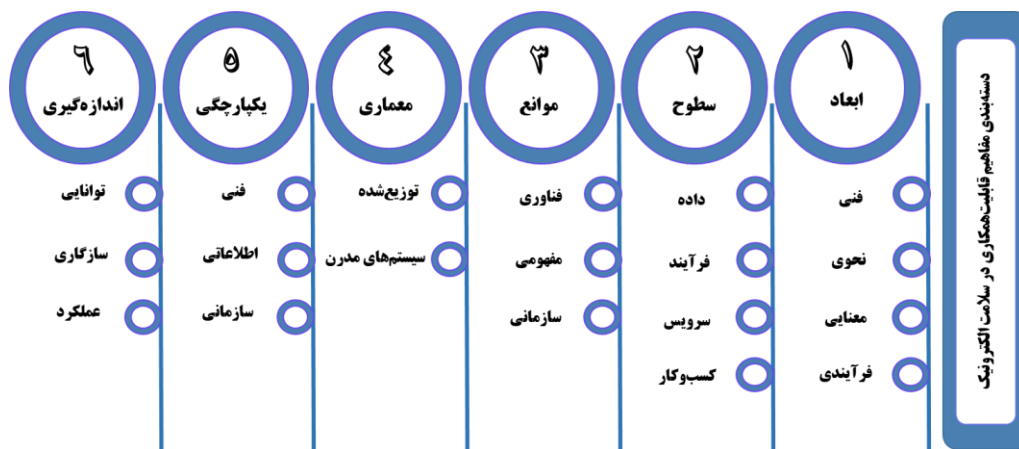 دسته‌بندی مفاهیم قابلیت‌همکاری در سلامت الکترونیک
۱
ابعاد
فنی
نحوی
معنایی
فرآیندی
۲
سطوح
داده
فرآیند
سرویس
کسب‌وکار
۳
موانع
فناوری
مفهومی
سازمانی
٤
معماری
توزیع‌شده
سیستم‌های مدرن
۵
یکپارچگی
فنی
اطلاعاتی
سازمانی
٦
اندازه‌گیری
توانایی
سازگاری
عملکرد